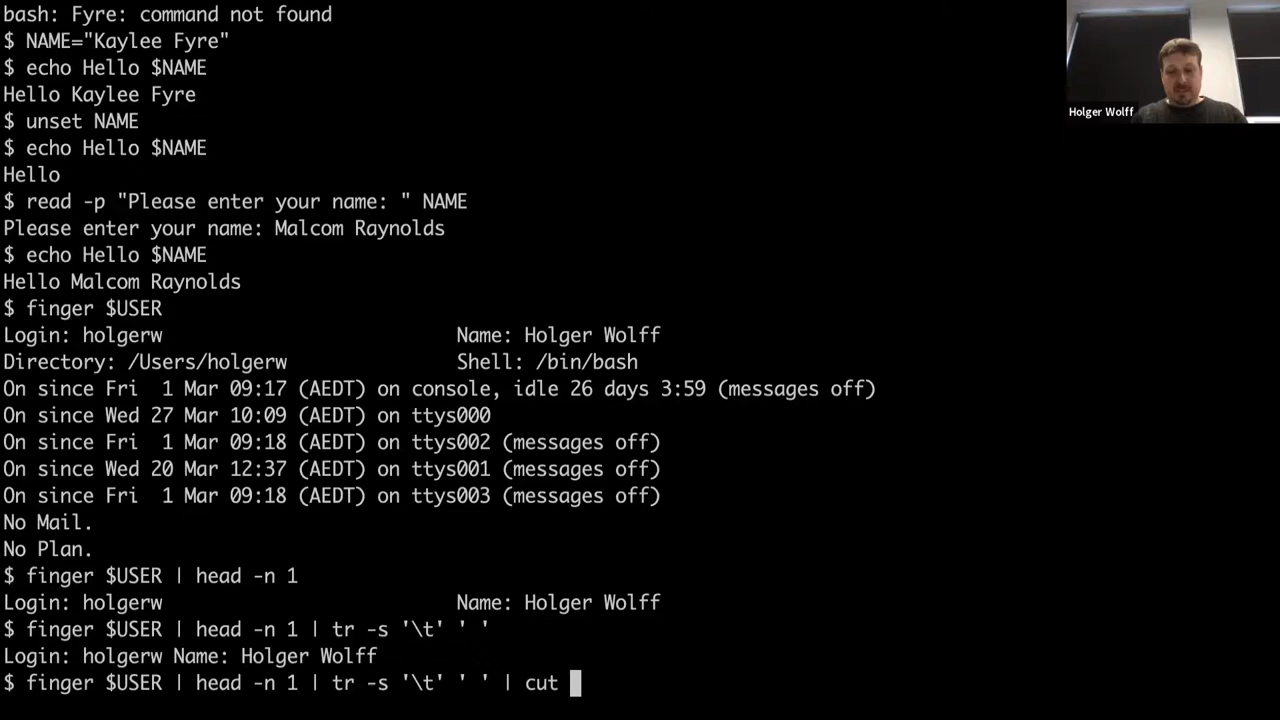 bash: Fyre: command not found
$ NAME="Kaylee Fyre"
$ echo Hello $NAME
Hello Kaylee Fyre
$ unset NAME
$ echo Hello $NAME
Hello
$ read -p "Please enter your name: " NAME
Please enter your name: Malcom Raynolds
$ echo Hello $NAME
Hello Malcom Raynolds
$ finger $USER
Login: holgerw Name: Holger Wolff
Directory: /Users/holgerw Shell: /bin/bash
On since Fri  1 Mar 09:17 (AEDT) on console, idle 26 days 3:59 (messages off)
On since Wed 27 Mar 10:09 (AEDT) on ttys000
On since Fri  1 Mar 09:18 (AEDT) on ttys002 (messages off)
On since Wed 20 Mar 12:37 (AEDT) on ttys001 (messages off)
On since Fri  1 Mar 09:18 (AEDT) on ttys003 (messages off)
No Mail.
No Plan.
$ finger $USER | head -n 1
Login: holgerw Name: Holger Wolff
$ finger $USER | head -n 1 | tr -s '\t' ' '
Login: holgerw Name: Holger Wolff
$ finger $USER | head -n 1 | tr -s '\t' ' ' | cut
Holger Wolff